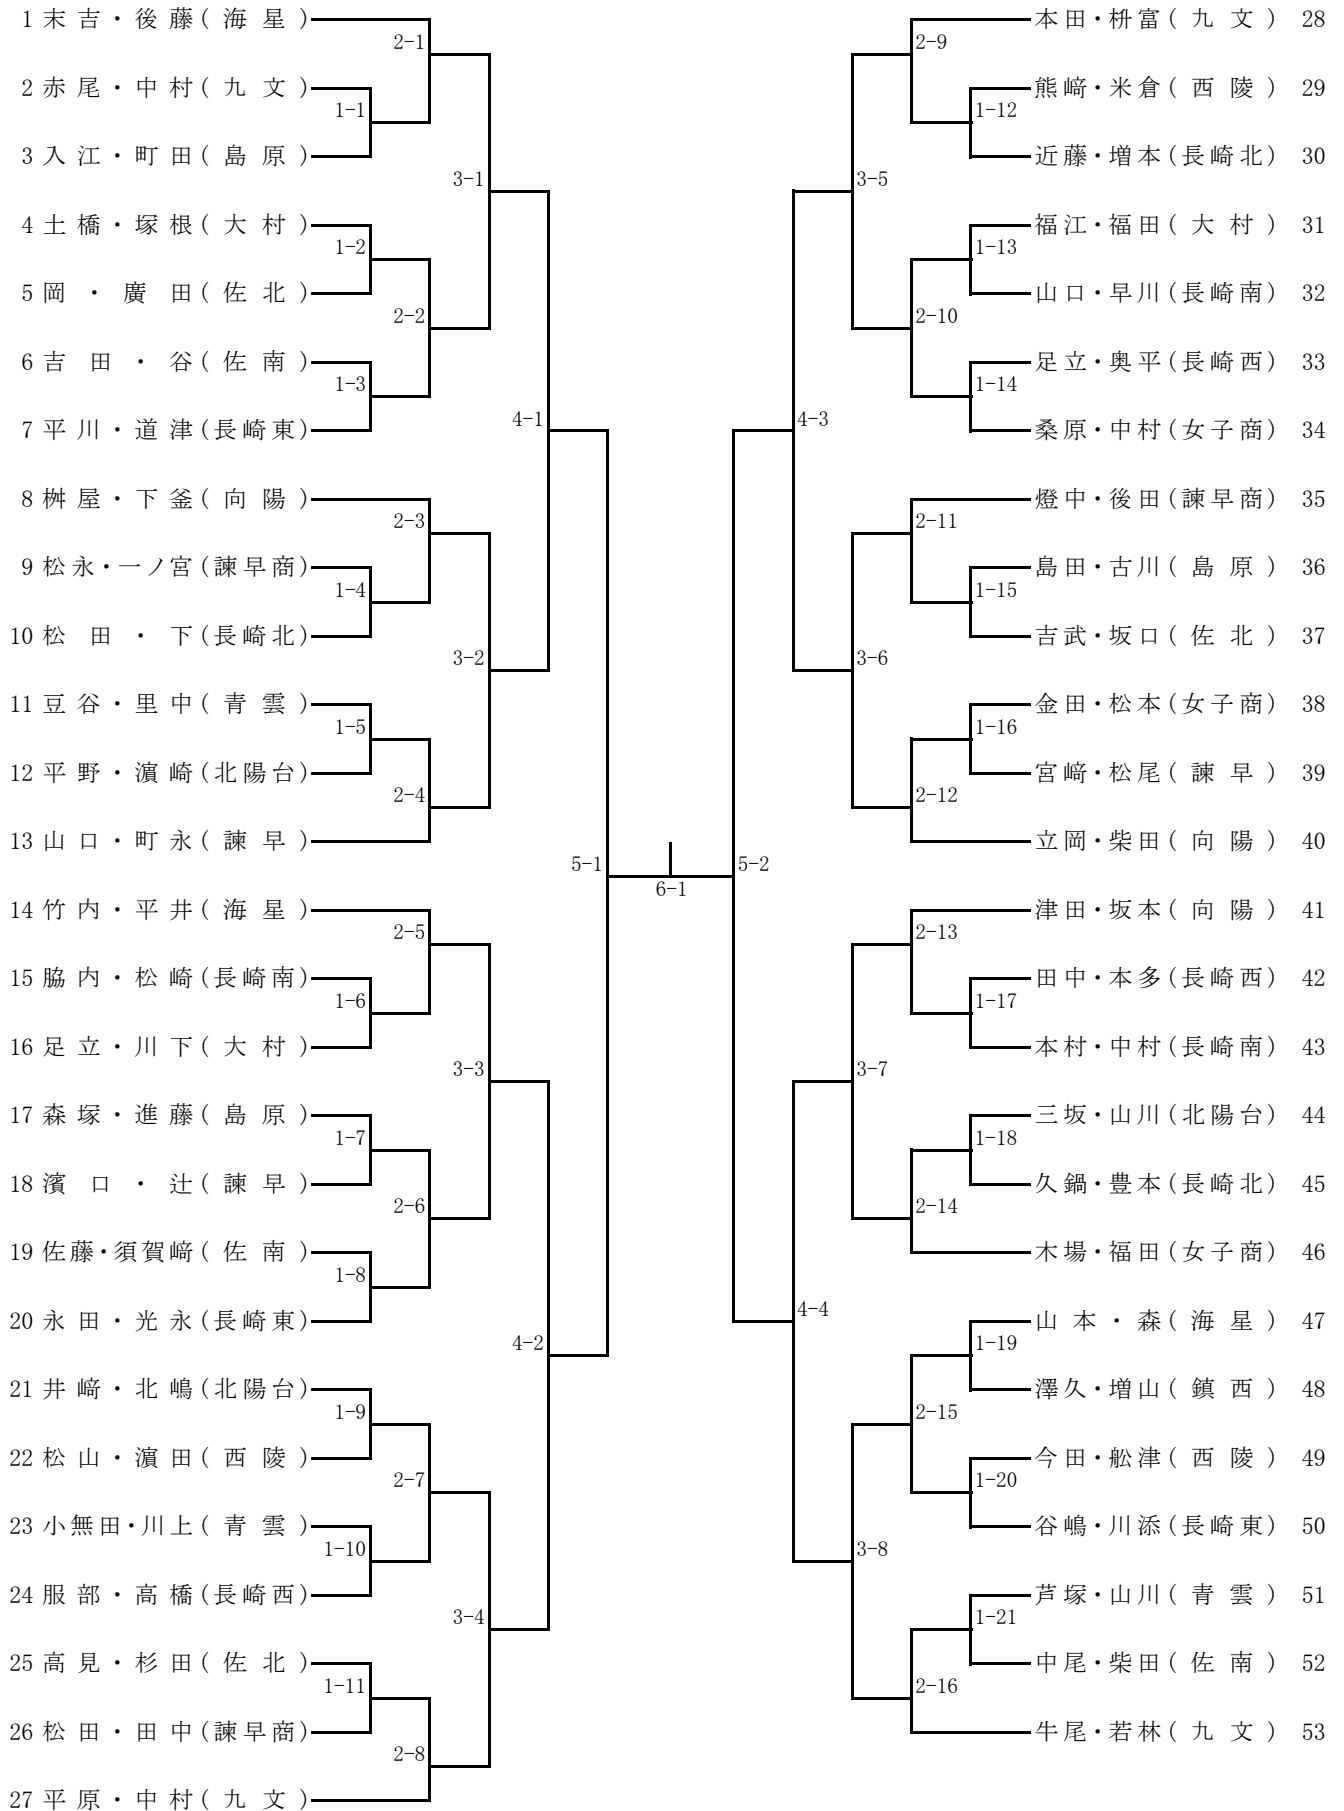 1 末吉・後藤(海星)
2-1
2 赤尾・中村(九文)
1-1
3 入江・町田(島原)
3-1
4 土橋・塚根(大村)
1-2
5 岡・廣田(佐北)
2-2
6 吉田・谷(佐南)
1-3
7 平川・道津(長崎東)
4-1
8 桝屋・下釜(向陽)
2-3
9 松永・一ノ宮(諫早商)
1-4
10 松田・下(長崎北)
3-2
11 豆谷・里中(青雲)
1-5
12 平野・濵崎(北陽台)
2-4
13 山口・町永(諫早)
5-1
14 竹内・平井(海星)
2-5
15 脇内・松崎(長崎南)
1-6
16 足立・川下(大村)
3-3
17 森塚・進藤(島原)
1-7
18 濱口・辻(諫早)
2-6
19 佐藤・須賀﨑(佐南)
1-8
20 永田・光永(長崎東)
4-2
21 井﨑・北嶋(北陽台)
1-9
22 松山・濵田(西陵)
2-7
23 小無田・川上(青雲)
1-10
24 服部・高橋(長崎西)
3-4
25 高見・杉田(佐北)
1-11
26 松田・田中(諫早商)
2-8
27 平原・中村(九文)
6-1
本田・枡富(九文) 28
2-9
熊﨑・米倉(西陵) 29
1-12
近藤・増本(長崎北) 30
3-5
福江・福田(大村) 31
1-13
山口・早川(長崎南) 32
2-10
足立・奥平(長崎西) 33
1-14
桑原・中村(女子商) 34
4-3
燈中・後田(諫早商) 35
2-11
島田・古川(島原) 36
1-15
吉武・坂口(佐北) 37
3-6
金田・松本(女子商) 38
1-16
宮﨑・松尾(諫早) 39
2-12
立岡・柴田(向陽) 40
5-2
津田・坂本(向陽) 41
2-13
田中・本多(長崎西) 42
1-17
本村・中村(長崎南) 43
3-7
三坂・山川(北陽台) 44
1-18
久鍋・豊本(長崎北) 45
2-14
木場・福田(女子商) 46
4-4
山本・森(海星) 47
1-19
澤久・増山(鎮西) 48
2-15
今田・舩津(西陵) 49
1-20
谷嶋・川添(長崎東) 50
3-8
芦塚・山川(青雲) 51
1-21
中尾・柴田(佐南) 52
2-16
牛尾・若林(九文) 53